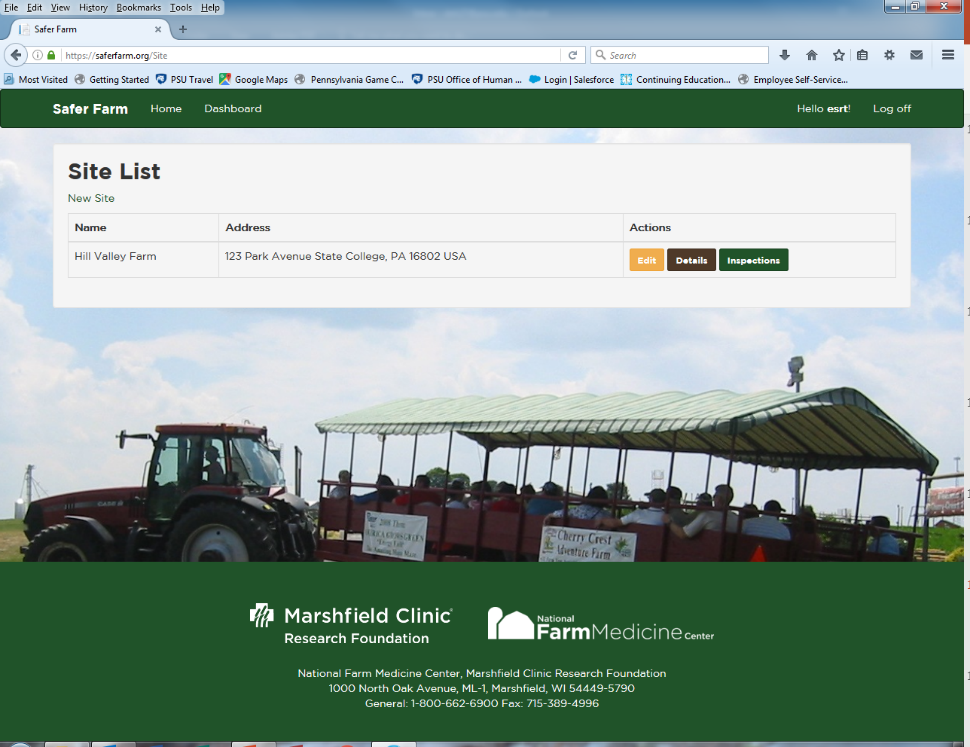 File Edit View History Bookmarks Tools Help
Safer Farm
https://saferfarm.org/Site
Search
Most Visited Getting Started PSU Travel Google Maps Pennsylvania Game C... PSU Office of Human ... Login | Salesforce Continuing Education... Employee Self-Service...
Safer Farm Home Dashboard Hello esrt! Log off
Site List
New Site
Name Address Actions
Hill Valley Farm 123 Park Avenue State College, PA 16802 USA Edit Details Inspections
CASE IH
Cherry Crest
Adventure Farm
Marshfield Clinic
Research Foundation
National
FarmMedicine Center
National Farm Medicine Center, Marshfield Clinic Research Foundation
1000 North Oak Avenue, ML-1, Marshfield, WI 54449-5790
General: 1-800-662-6900 Fax: 715-389-4996